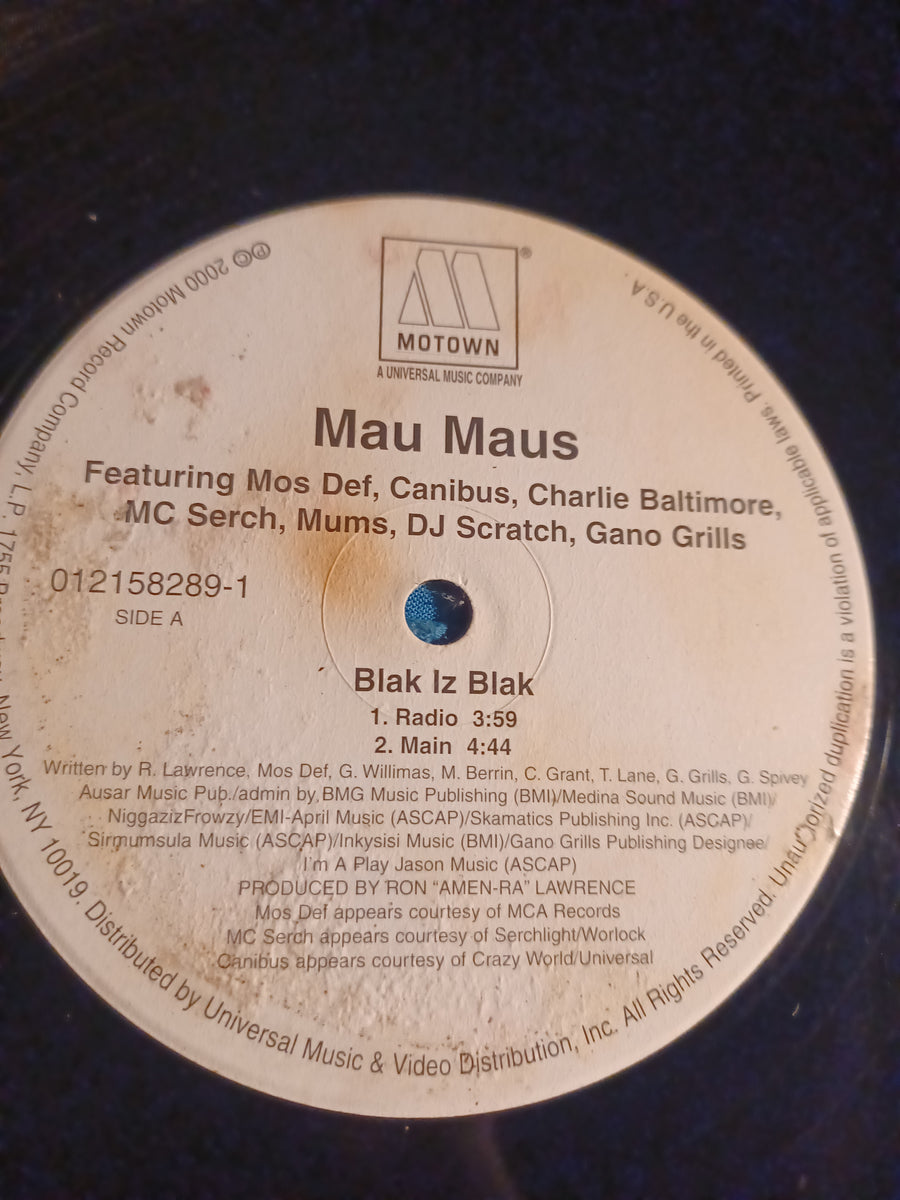 MOTOWN®
A UNIVERSAL MUSIC COMPANY
Mau Maus
Featuring Mos Def, Canibus, Charlie Baltimore,
MC Serch, Mums, DJ Scratch, Gano Grills
012158289-1
SIDE A
Blak Iz Blak
1. Radio 3:59
2. Main 4:44
Written by R. Lawrence, Mos Def, G. Willimas, M. Berrin, C. Grant, T. Lane, G. Grills, G. Spivey
Ausar Music Pub./admin by BMG Music Publishing (BMI)/Medina Sound Music (BMI)/
NiggazizFrowzy/EMI-April Music (ASCAP)/Skamatics Publishing Inc. (ASCAP)/
Sirmumsula Music (ASCAP)/Inkysisi Music (BMI)/Gano Grills Publishing Designee/
I'm A Play Jason Music (ASCAP)
PRODUCED BY RON "AMEN-RA" LAWRENCE
Mos Def appears courtesy of MCA Records
MC Serch appears courtesy of Serchlight/Worlock
Canibus appears courtesy of Crazy World/Universal
℗© 2000 Motown Record Company, L.P. 1755 New York, NY 10019. Distributed by Universal Music & Video Distribution, Inc. All Rights Reserved. Unauthorized duplication is a violation of applicable laws. Printed in the U.S.A